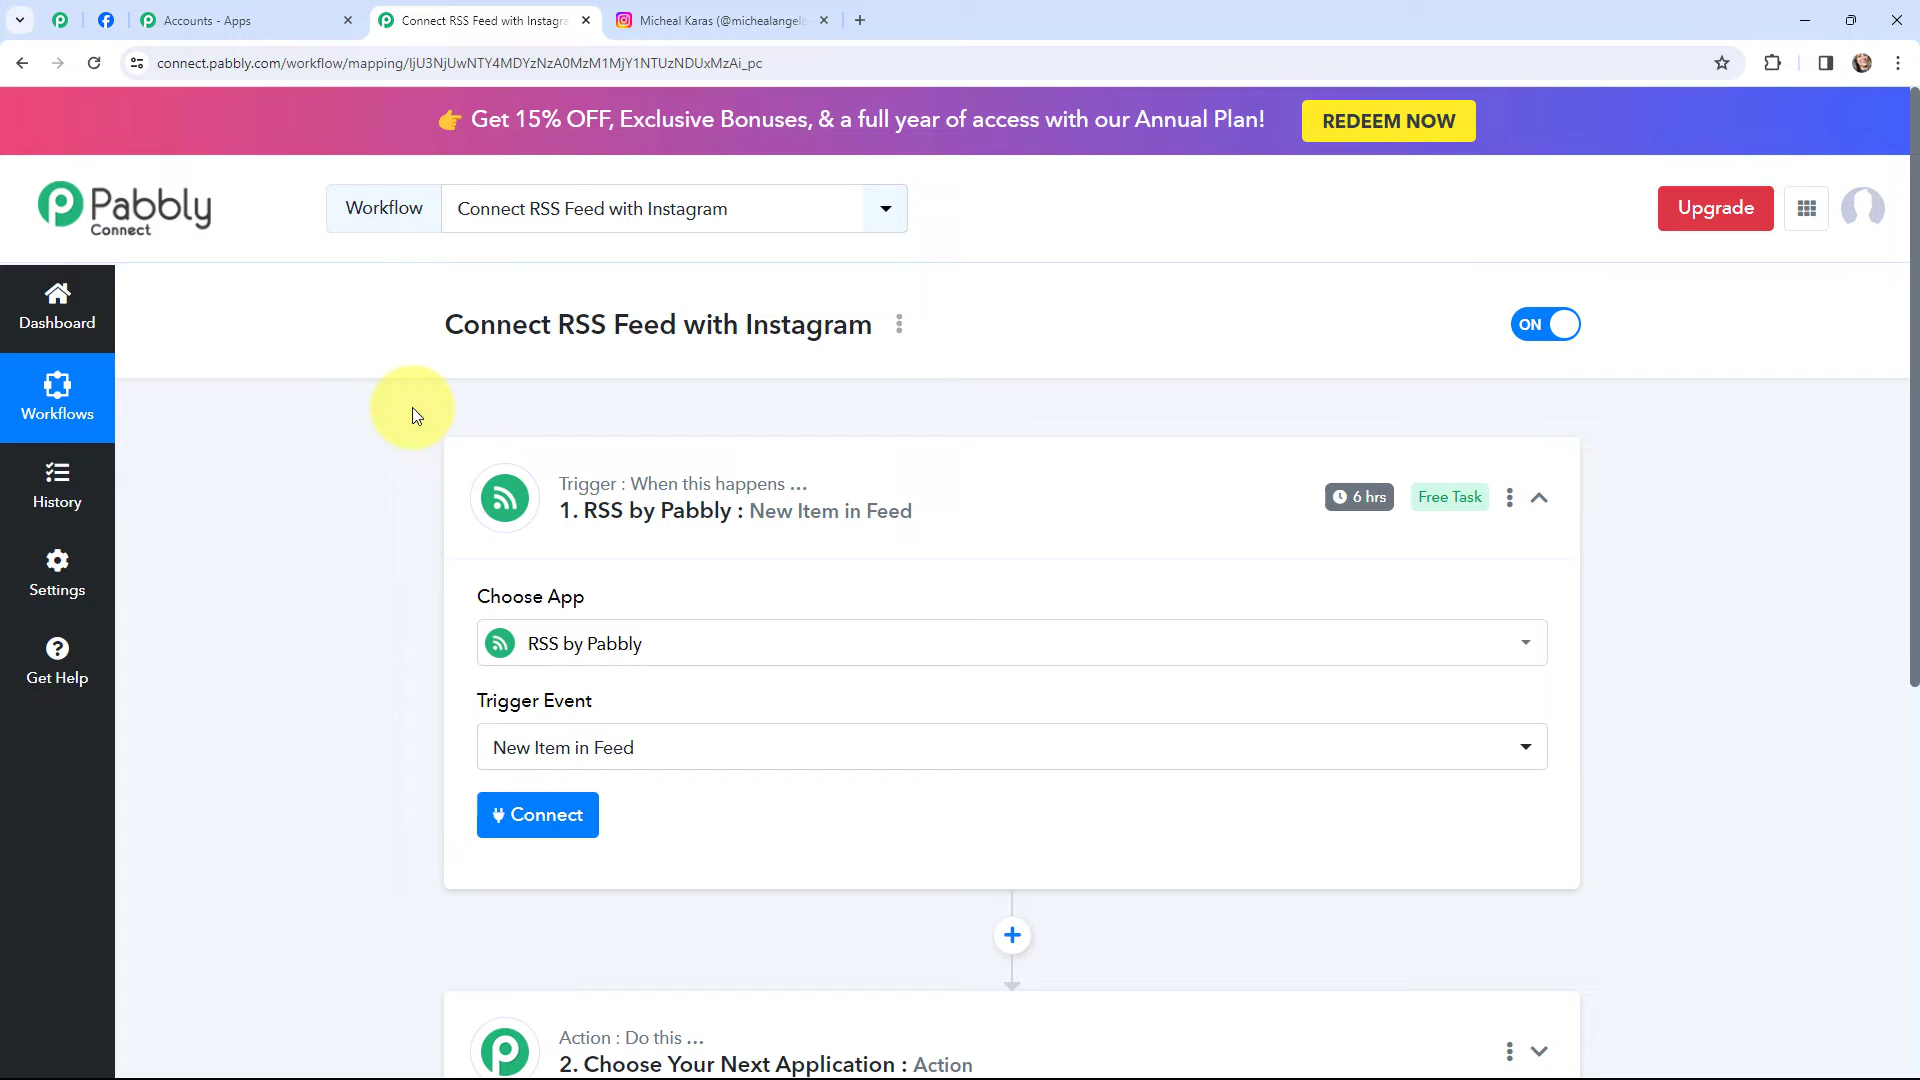 Accounts - Apps
Connect RSS Feed with Instagra
Micheal Karas (@michealangelo
connect.pabbly.com/workflow/mapping/IjU3NjUwNTY4MDYzNzA0MzM1MjY1NTUzNDUxMzAi_pc
👉 Get 15% OFF, Exclusive Bonuses, & a full year of access with our Annual Plan!
REDEEM NOW
Pabbly
Connect
Workflow
Connect RSS Feed with Instagram
Upgrade
Dashboard
Workflows
History
Settings
Get Help
Connect RSS Feed with Instagram
ON
Trigger : When this happens ...
1. RSS by Pabbly : New Item in Feed
6 hrs
Free Task
Choose App
RSS by Pabbly
Trigger Event
New Item in Feed
Connect
Action : Do this ...
2. Choose Your Next Application : Action